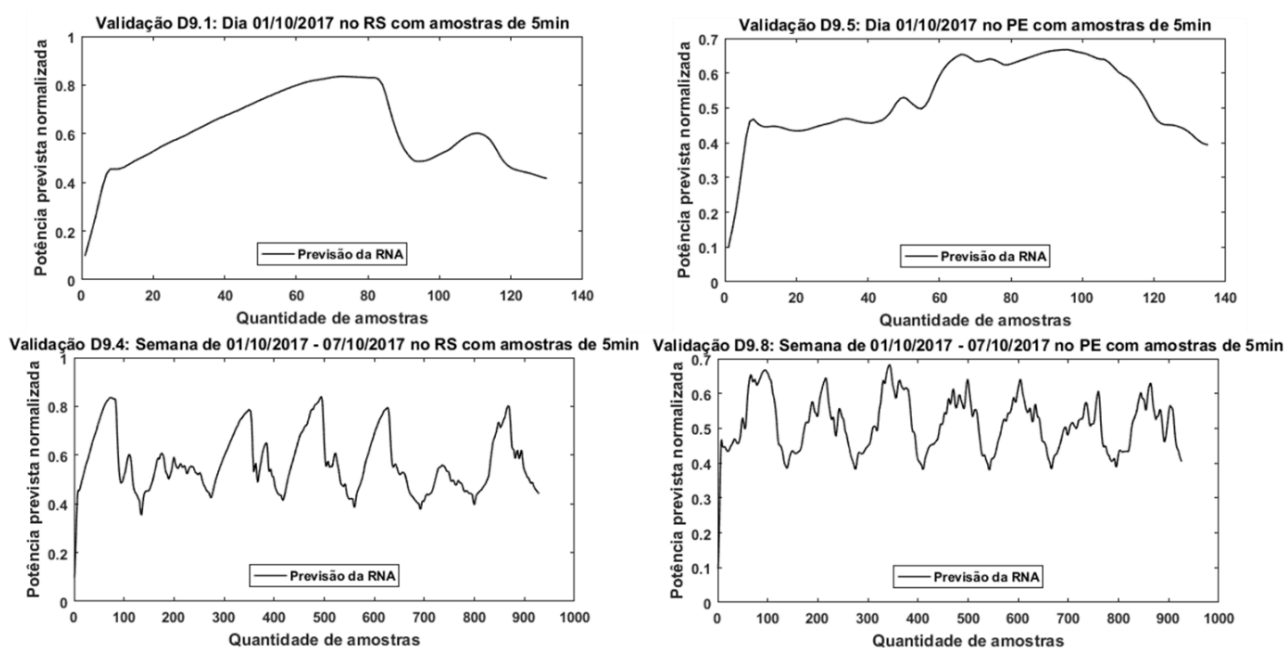 Validação D9.1: Dia 01/10/2017 no RS com amostras de 5min
1
0.8
0.6
0.4
0.2
0
Potência prevista normalizada
Previsão da RNA
0 20 40 60 80 100 120 140
Quantidade de amostras
Validação D9.5: Dia 01/10/2017 no PE com amostras de 5min
0.7
0.6
0.5
0.4
0.3
0.2
0.1
0
Potência prevista normalizada
Previsão da RNA
0 20 40 60 80 100 120 140
Quantidade de amostras
Validação D9.4: Semana de 01/10/2017 - 07/10/2017 no RS com amostras de 5min
1
0.8
0.6
0.4
0.2
0
Potência prevista normalizada
Previsão da RNA
0 100 200 300 400 500 600 700 800 900 1000
Quantidade de amostras
Validação D9.8: Semana de 01/10/2017 - 07/10/2017 no PE com amostras de 5min
0.7
0.6
0.5
0.4
0.3
0.2
0.1
0
Potência prevista normalizada
Previsão da RNA
0 100 200 300 400 500 600 700 800 900 1000
Quantidade de amostras